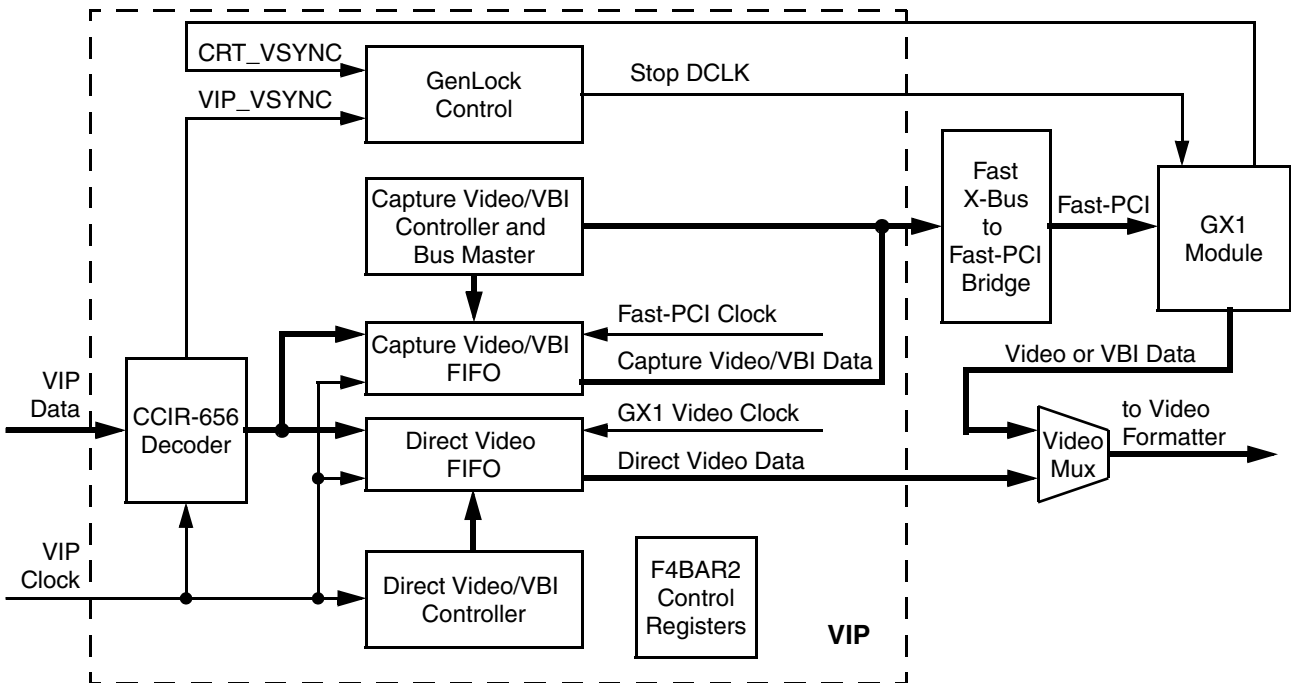 CRT_VSYNC
VIP_VSYNC
GenLock
Control
Stop DCLK
Capture Video/VBI
Controller and
Bus Master
Fast
X-Bus
to
Fast-PCI
Bridge
Fast-PCI
GX1
Module
Fast-PCI Clock
Capture Video/VBI
FIFO
Capture Video/VBI Data
Video or VBI Data
VIP
Data
CCIR-656
Decoder
GX1 Video Clock
Direct Video
FIFO
Direct Video Data
Video
Mux
to Video
Formatter
VIP
Clock
Direct Video/VBI
Controller
F4BAR2
Control
Registers
VIP